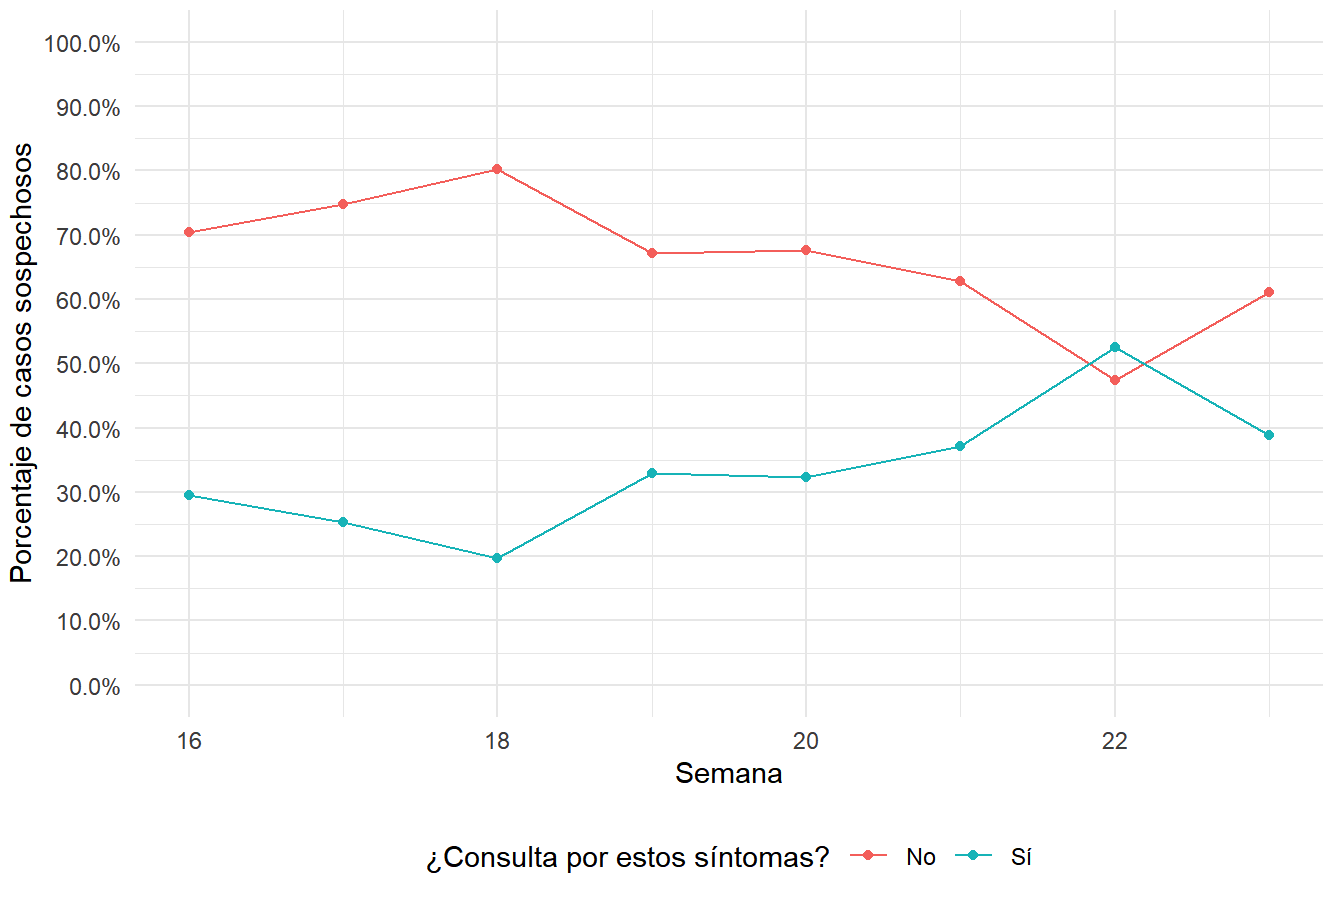 100.0%
90.0%
80.0%
70.0%
60.0%
50.0%
40.0%
30.0%
20.0%
10.0%
0.0%
Porcentaje de casos sospechosos
16 18 20 22
Semana
¿Consulta por estos síntomas? No Sí